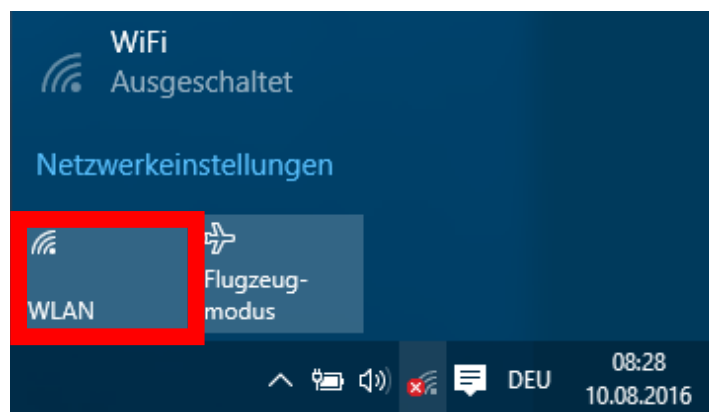 WiFi
Ausgeschaltet
Netzwerkeinstellungen
WLAN
Flugzeug-
modus
DEU
08:28
10.08.2016